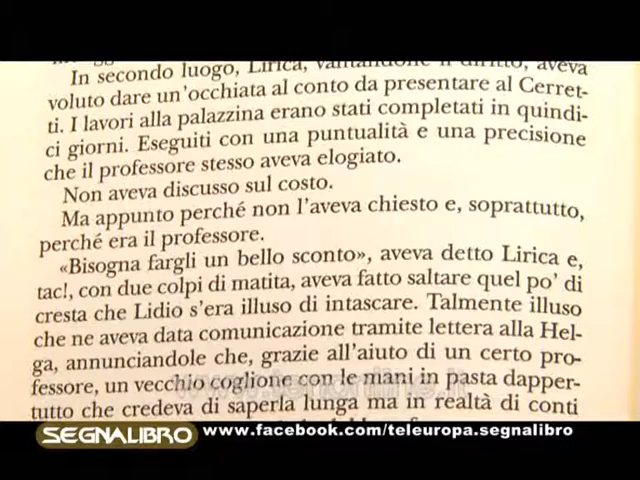 In secondo luogo, Lirica, vantandone il diritto, aveva
voluto dare un'occhiata al conto da presentare al Cerret-
ti. I lavori alla palazzina erano stati completati in quindi-
ci giorni. Eseguiti con una puntualità e una precisione
che il professore stesso aveva elogiato.
Non aveva discusso sul costo.
Ma appunto perché non l'aveva chiesto e, soprattutto,
perché era il professore.
«Bisogna fargli un bello sconto», aveva detto Lirica e,
tac!, con due colpi di matita, aveva fatto saltare quel po' di
cresta che Lidio s'era illuso di intascare. Talmente illuso
che ne aveva data comunicazione tramite lettera alla Hel-
ga, annunciandole che, grazie all'aiuto di un certo pro-
fessore, un vecchio coglione con le mani in pasta dapper-
tutto che credeva di saperla lunga ma in realtà di conti
SEGNALIBRO www.facebook.com/teleuropa.segnalibro